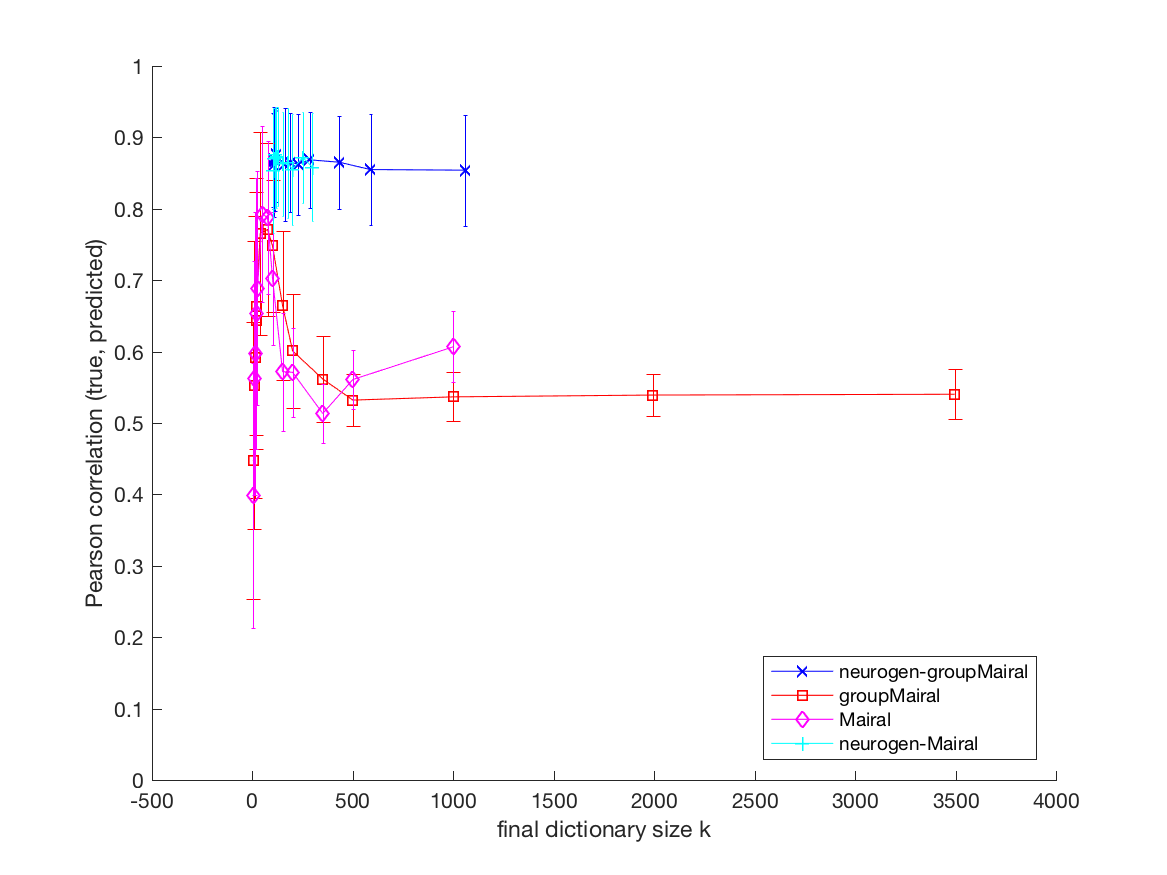 Pearson correlation (true, predicted)
1
0.9
0.8
0.7
0.6
0.5
0.4
0.3
0.2
0.1
0
-500 0 500 1000 1500 2000 2500 3000 3500 4000
final dictionary size k
neurogen-groupMairal
groupMairal
Mairal
neurogen-Mairal